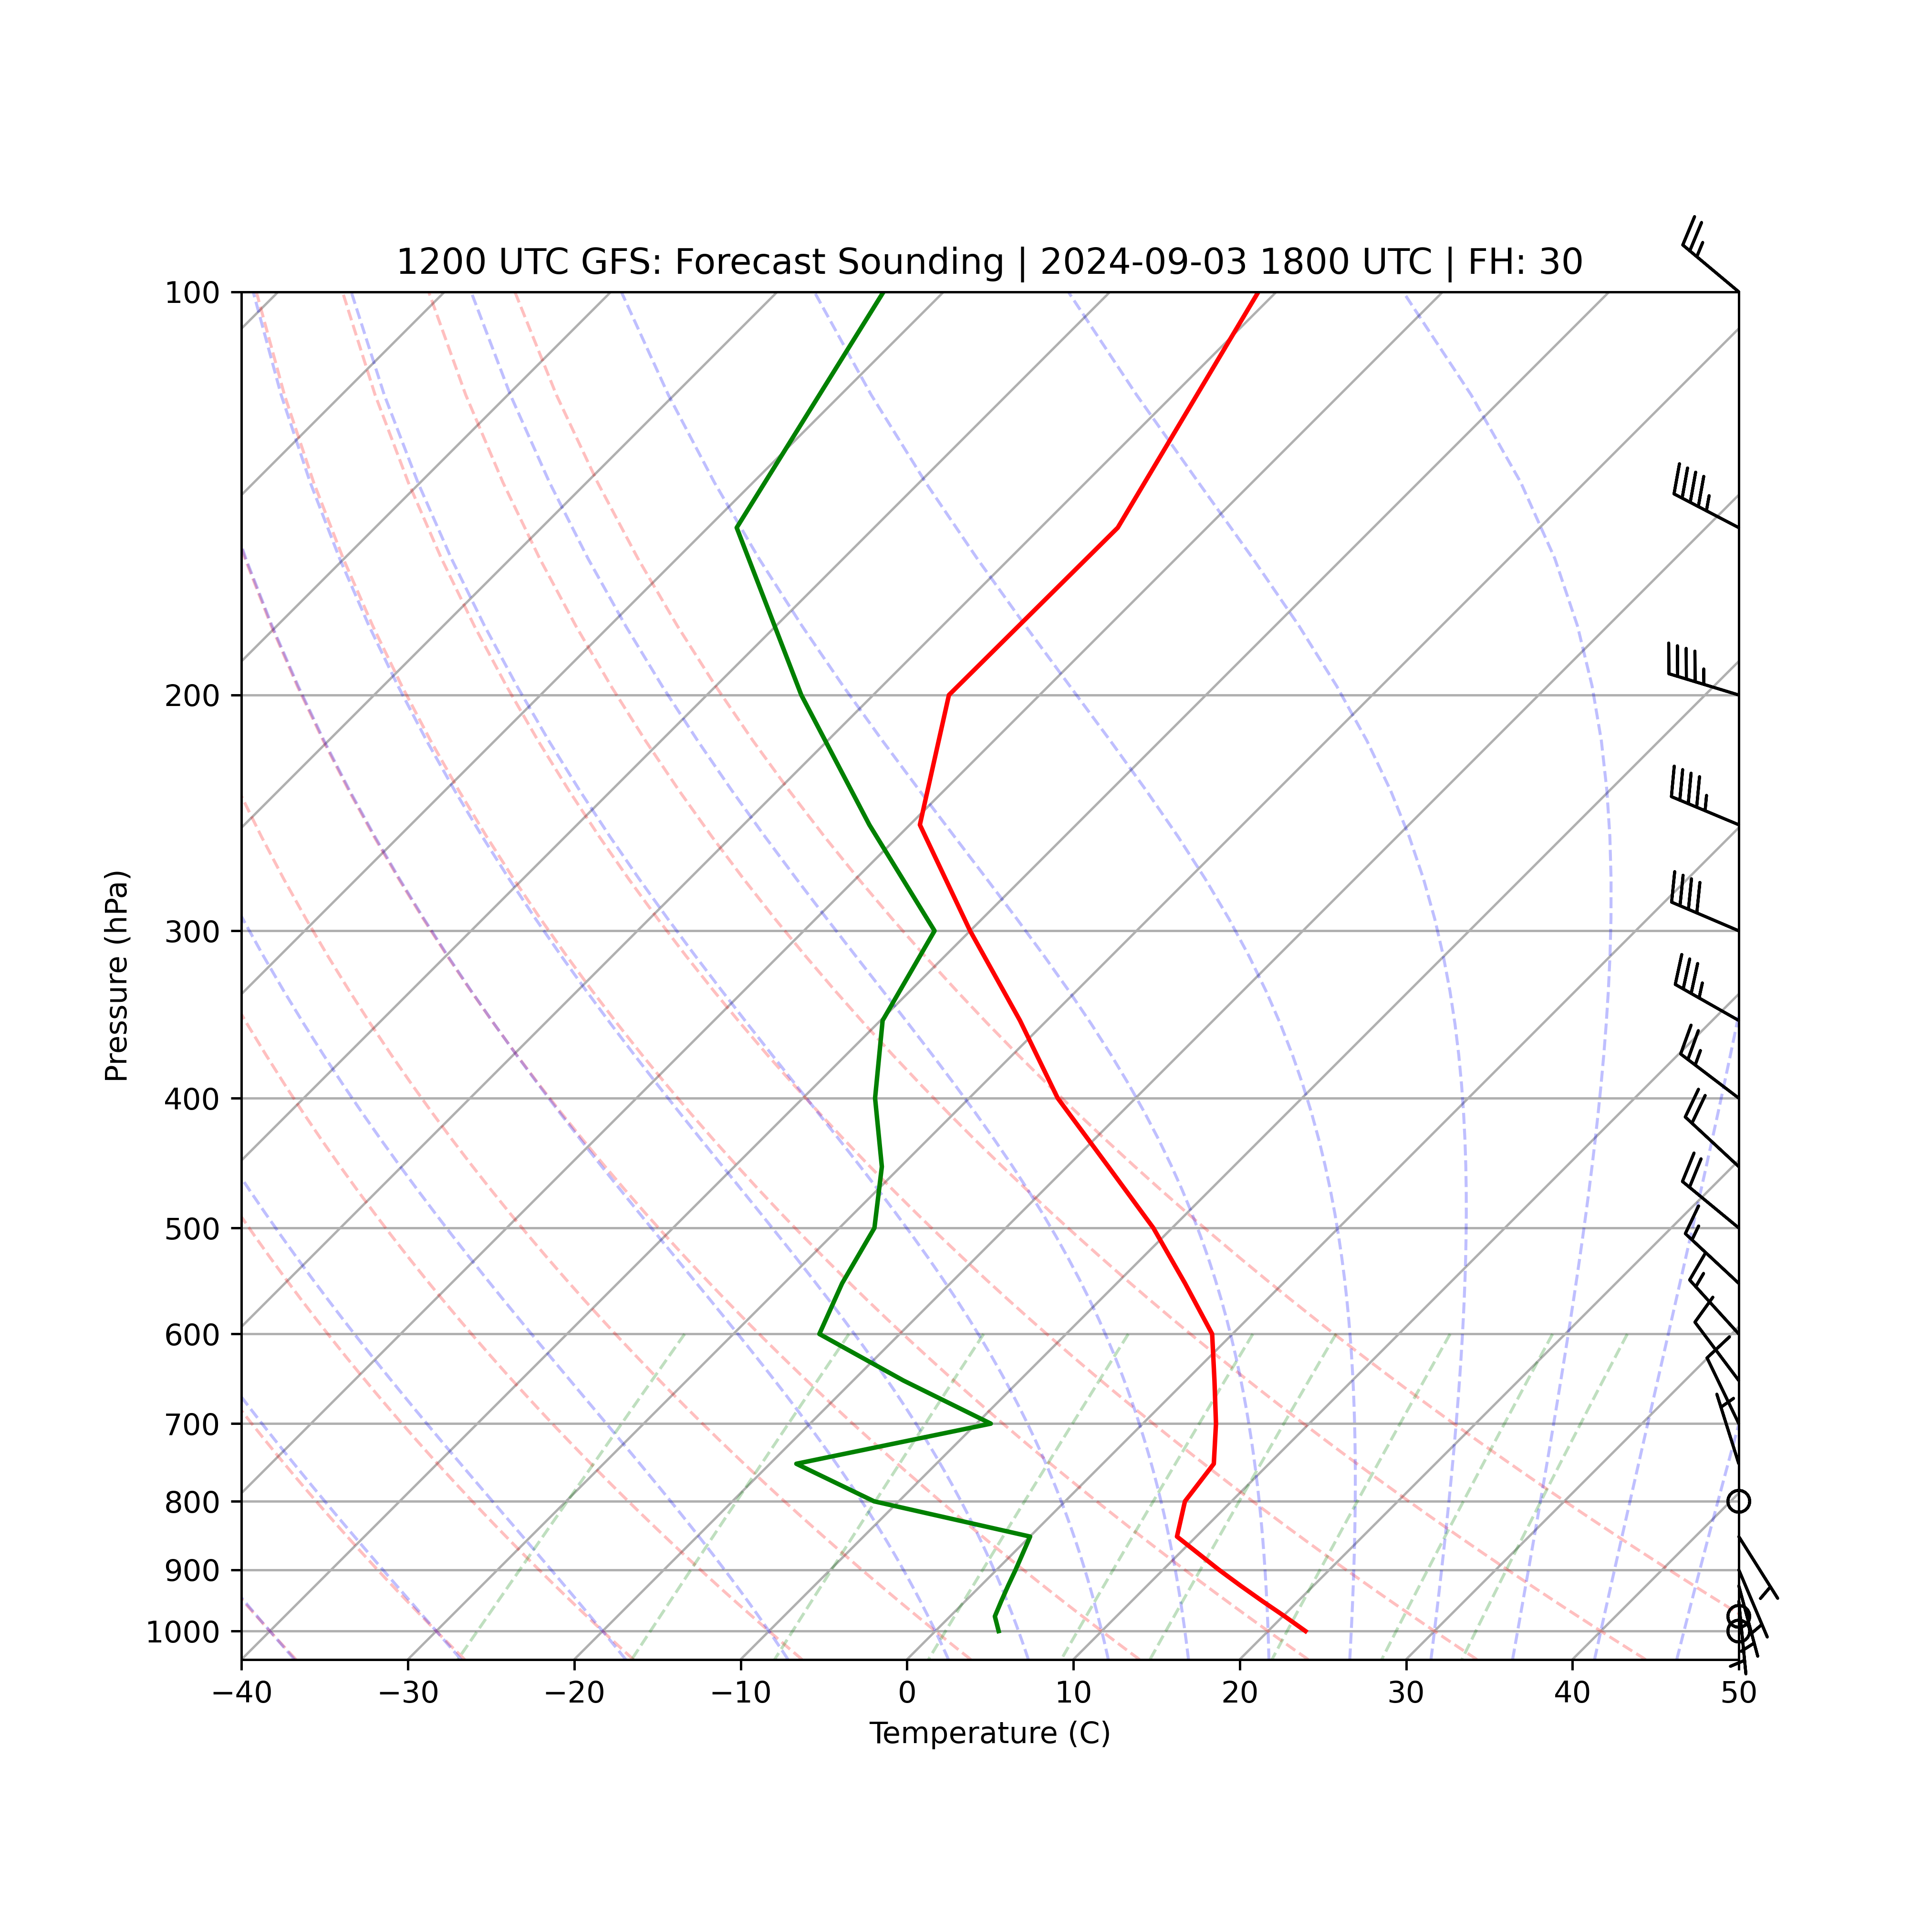 1200 UTC GFS: Forecast Sounding | 2024-09-03 1800 UTC | FH: 30
100
200
300
400
500
600
700
800
900
1000
Pressure (hPa)
−40 −30 −20 −10 0 10 20 30 40 50
Temperature (C)